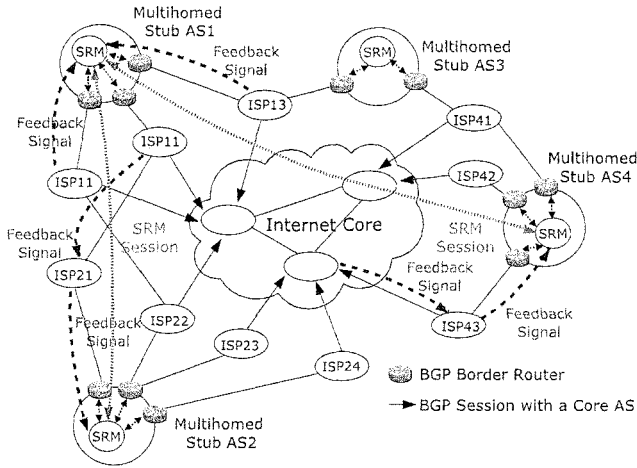 Multihomed
Stub AS1
SRM
Feedback
Signal
SRM
Multihomed
Stub AS3
Feedback
Signal
ISP13
ISP11
ISP41
ISP11
ISP42
Multihomed
Stub AS4
Internet Core
SRM
Session
SRM
Session
SRM
Feedback
Signal
ISP21
Feedback
Signal
Feedback
Signal
ISP22
ISP43
Feedback
Signal
ISP23
ISP24
BGP Border Router
BGP Session with a Core AS
Multihomed
Stub AS2
SRM